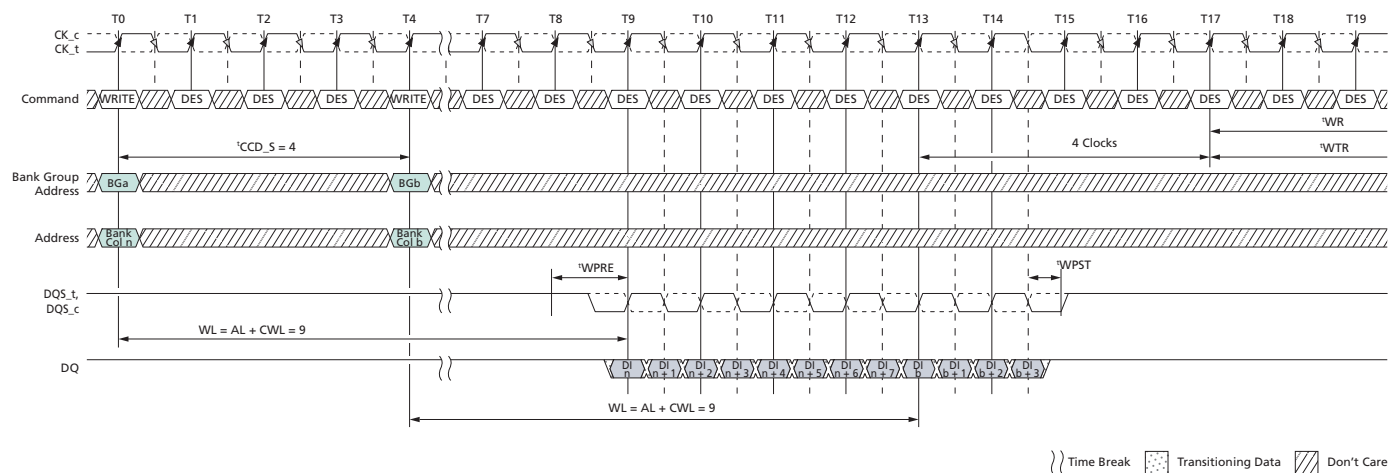 T0 T1 T2 T3 T4 T7 T8 T9 T10 T11 T12 T13 T14 T15 T16 T17 T18 T19
CK_c
CK_t
Command WRITE DES DES DES WRITE DES DES DES DES DES DES DES DES DES DES DES DES DES
tWR
tCCD_S = 4
4 Clocks
tWTR
Bank Group
Address
BGa BGb
Address
Bank
Col n
Bank
Col b
tWPRE tWPST
DQS_t,
DQS_c
WL = AL + CWL = 9
DQ
DI
n
DI
n + 1
DI
n + 2
DI
n + 3
DI
n + 4
DI
n + 5
DI
n + 6
DI
n + 7
DI
b
DI
b + 1
DI
b + 2
DI
b + 3
WL = AL + CWL = 9
Time Break Transitioning Data Don't Care